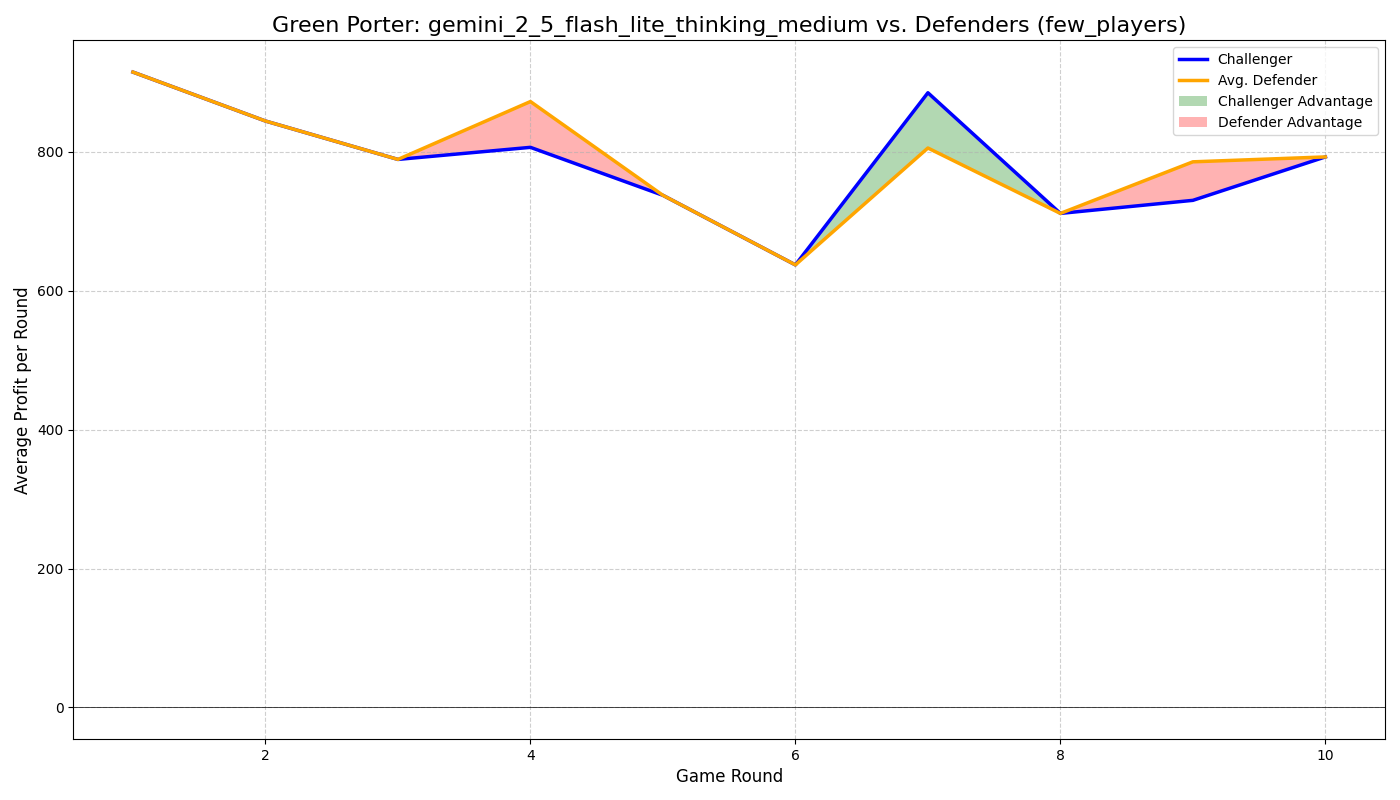 Green Porter: gemini_2_5_flash_lite_thinking_medium vs. Defenders (few_players)
Challenger
Avg. Defender
Challenger Advantage
Defender Advantage
Average Profit per Round
800
600
400
200
0
2 4 6 8 10
Game Round